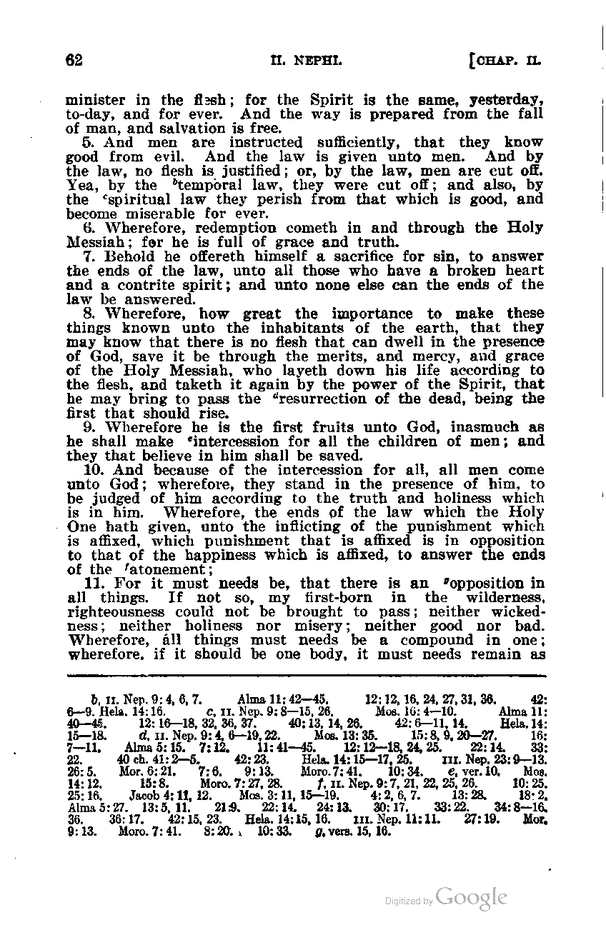 62 II. NEPHI. [CHAP. II.
minister in the flesh; for the Spirit is the same, yesterday,
to-day, and for ever. And the way is prepared from the fall
of man, and salvation is free.
5. And men are instructed sufficiently, that they know
good from evil. And the law is given unto men. And by
the law, no flesh is justified; or, by the law, men are cut off.
Yea, by the btemporal law, they were cut off; and also, by
the cspiritual law they perish from that which is good, and
become miserable for ever.
6. Wherefore, redemption cometh in and through the Holy
Messiah; for he is full of grace and truth.
7. Behold he offereth himself a sacrifice for sin, to answer
the ends of the law, unto all those who have a broken heart
and a contrite spirit; and unto none else can the ends of the
law be answered.
8. Wherefore, how great the importance to make these
things known unto the inhabitants of the earth, that they
may know that there is no flesh that can dwell in the presence
of God, save it be through the merits, and mercy, and grace
of the Holy Messiah, who layeth down his life according to
the flesh, and taketh it again by the power of the Spirit, that
he may bring to pass the dresurrection of the dead, being the
first that should rise.
9. Wherefore he is the first fruits unto God, inasmuch as
he shall make eintercession for all the children of men; and
they that believe in him shall be saved.
10. And because of the intercession for all, all men come
unto God; wherefore, they stand in the presence of him, to
be judged of him according to the truth and holiness which
is in him. Wherefore, the ends of the law which the Holy
One hath given, unto the inflicting of the punishment which
is affixed, which punishment that is affixed is in opposition
to that of the happiness which is affixed, to answer the ends
of the fatonement;
11. For it must needs be, that there is an gopposition in
all things. If not so, my first-born in the wilderness,
righteousness could not be brought to pass; neither wicked-
ness; neither holiness nor misery; neither good nor bad.
Wherefore, all things must needs be a compound in one;
wherefore, if it should be one body, it must needs remain as
b, II. Nep. 9:4, 6, 7. Alma 11:42—45. 12:12, 16, 24, 27, 31, 36. 42:
6—9. Hela. 14:16. c, II. Nep. 9:8—15, 26. Mos. 16:4—10. Alma 11:
40—45. 12:16—18, 32, 36, 37. 40:13, 14, 26. 42:6—11, 14. Hela. 14:
15—18. d, II. Nep. 9:4, 6—19, 22. Mos. 13:35. 15:8, 9, 20—27. 16:
7—11. Alma 5:15. 7:12. 11:41—45. 12:12—18, 24, 25. 22:14. 33:
22. 40 ch. 41:2—5. 42:23. Hela. 14:15—17, 25. III. Nep. 23:9—13.
26:5. Mor. 6:21. 7:6. 9:13. Moro. 7:41. 10:34. e, ver. 10. Mos.
14:12. 15:8. Moro. 7:27, 28. f, II. Nep. 9:7, 21, 22, 25, 26. 10:25.
25:16. Jacob 4:11, 12. Mos. 3:11, 15—19. 4:2, 6, 7. 13:28. 18:2.
Alma 5:27. 13:5, 11. 21:9. 22:14. 24:13. 30:17. 33:22. 34:8—16,
36. 36:17. 42:15, 23. Hela. 14:15, 16. III. Nep. 11:11. 27:19. Mor.
9:13. Moro. 7:41. 8:20. 10:33. g, vers. 15, 16.
Digitized by Google